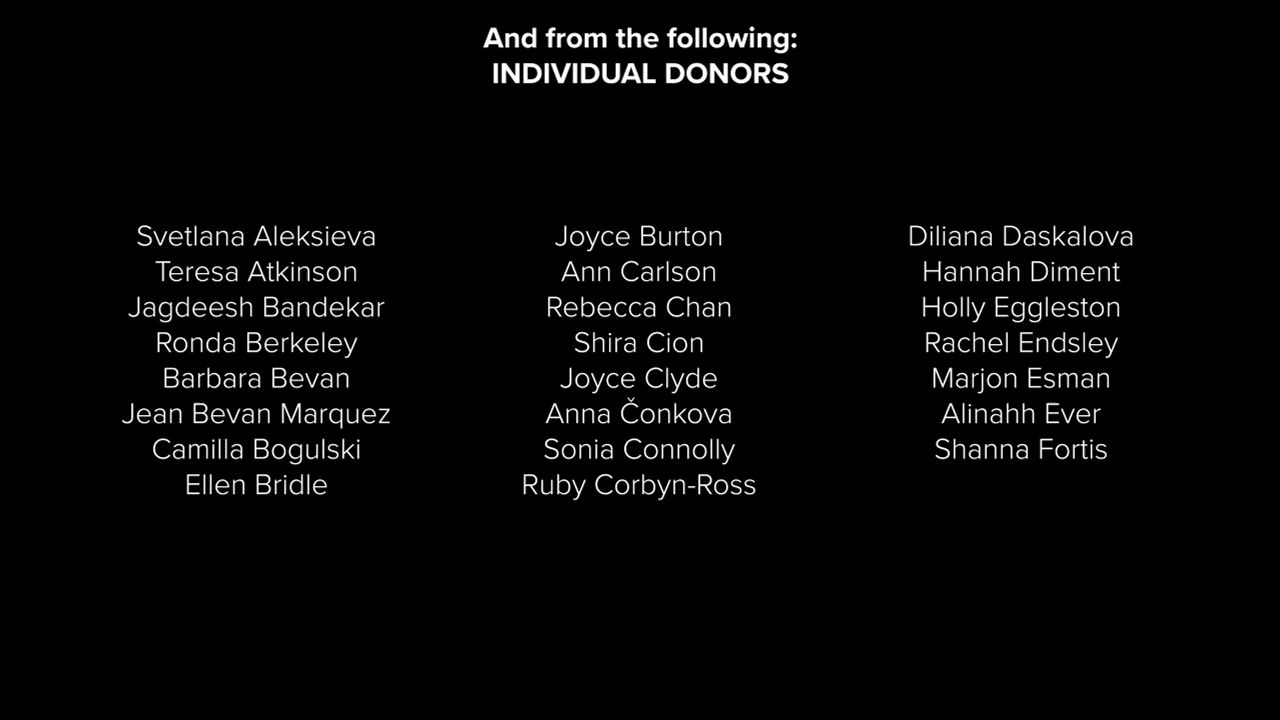 And from the following:
INDIVIDUAL DONORS
Svetlana Aleksieva
Teresa Atkinson
Jagdeesh Bandekar
Ronda Berkeley
Barbara Bevan
Jean Bevan Marquez
Camilla Bogulski
Ellen Bridle
Joyce Burton
Ann Carlson
Rebecca Chan
Shira Cion
Joyce Clyde
Anna Čonkova
Sonia Connolly
Ruby Corbyn-Ross
Diliana Daskalova
Hannah Diment
Holly Eggleston
Rachel Endsley
Marjon Esman
Alinahh Ever
Shanna Fortis